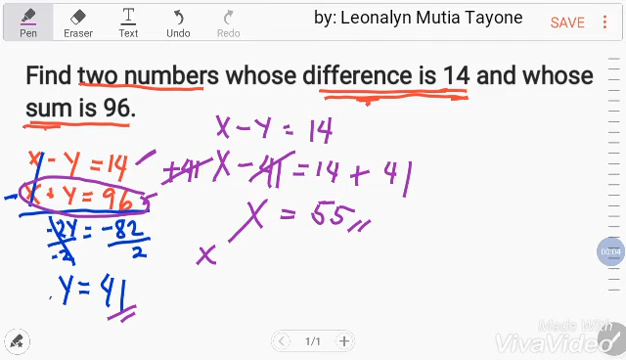 by: Leonalyn Mutia Tayone
Pen Eraser Text Undo Redo SAVE
Find two numbers whose difference is 14 and whose
sum is 96.
x - y = 14
x + y = 96
-2y = -82
-2 2
y = 41
x - y = 14
+41 x - 41 = 14 + 41
x = 55
x
1/1
00:04
Made With
VivaVideo